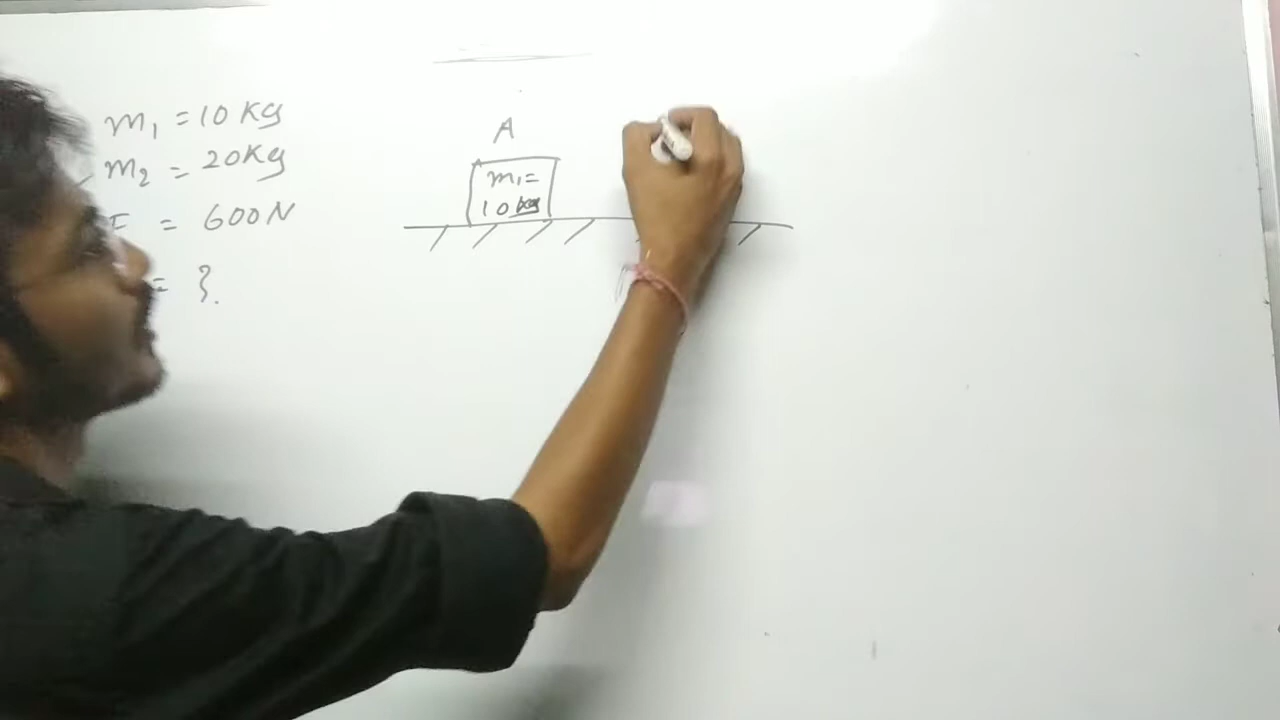 m₁ = 10 Kg
m₂ = 20 Kg
F = 600 N
= ?
A
m₁ =
10 kg